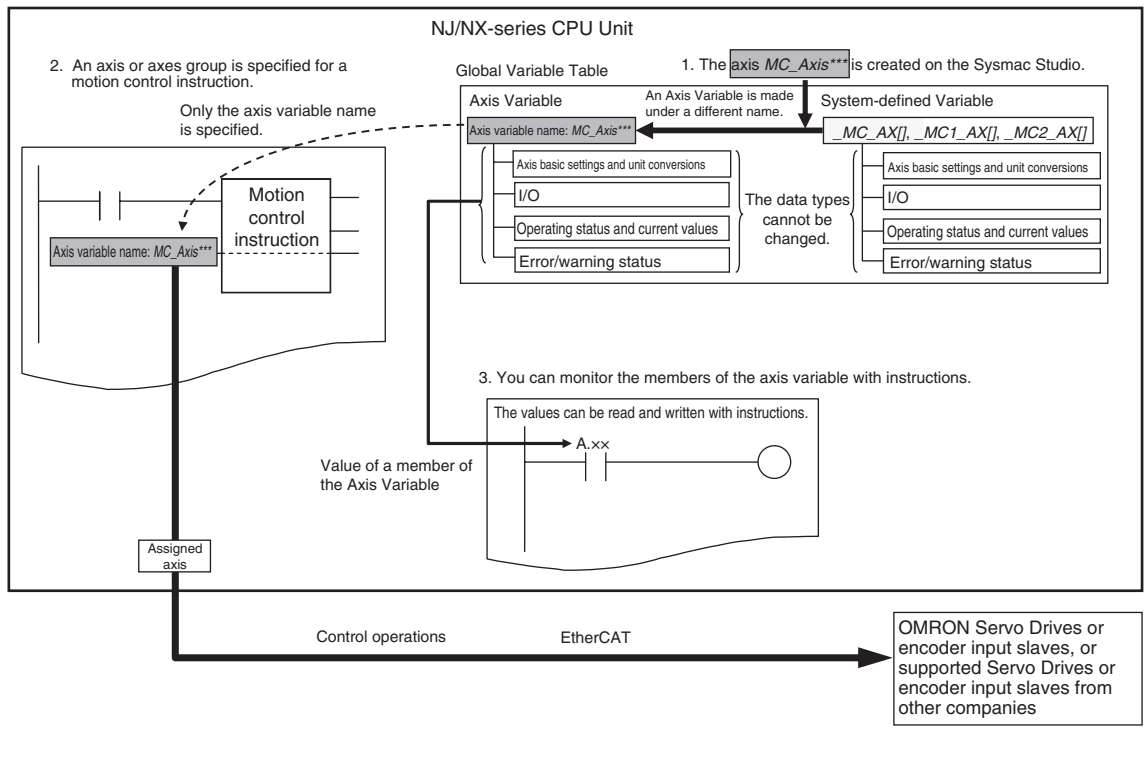 NJ/NX-series CPU Unit
2. An axis or axes group is specified for a
motion control instruction.
Only the axis variable name
is specified.
Global Variable Table
1. The axis MC_Axis*** is created on the Sysmac Studio.
Axis Variable
An Axis Variable is made
under a different name.
System-defined Variable
Axis variable name: MC_Axis***
_MC_AX[], _MC1_AX[], _MC2_AX[]
Axis basic settings and unit conversions
I/O
Operating status and current values
Error/warning status
The data types
cannot be
changed.
Axis basic settings and unit conversions
I/O
Operating status and current values
Error/warning status
Motion
control
instruction
Axis variable name: MC_Axis***
3. You can monitor the members of the axis variable with instructions.
The values can be read and written with instructions.
A.××
Value of a member of
the Axis Variable
Assigned
axis
Control operations
EtherCAT
OMRON Servo Drives or
encoder input slaves, or
supported Servo Drives or
encoder input slaves from
other companies